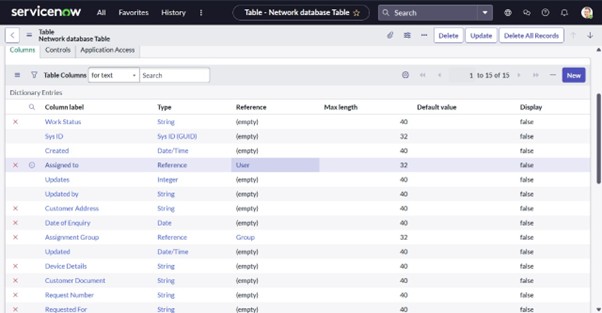 servicenow All Favorites History Table - Network database Table Search
Table
Network database Table
Delete Update Delete All Records
Columns Controls Application Access
Table Columns for text Search 1 to 15 of 15 New
Dictionary Entries
Column label Type Reference Max length Default value Display
Work Status String (empty) 40 false
Sys ID Sys ID (GUID) (empty) 32 false
Created Date/Time (empty) 40 false
Assigned to Reference User 32 false
Updates Integer (empty) 40 false
Updated by String (empty) 40 false
Customer Address String (empty) 40 false
Date of Enquiry Date (empty) 40 false
Assignment Group Reference Group 32 false
Updated Date/Time (empty) 40 false
Device Details String (empty) 40 false
Customer Document String (empty) 40 false
Request Number String (empty) 40 false
Requested For String (empty) 40 false